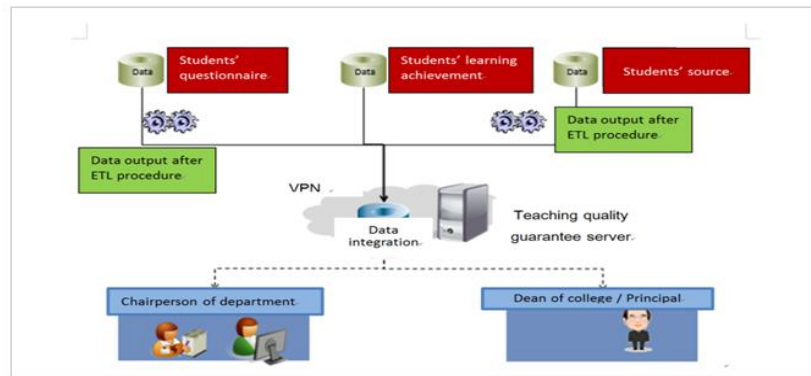 Data
Students'
questionnaire
Data
Students' learning
achievement
Data
Students' source
Data output after
ETL procedure
Data output after
ETL procedure
VPN
Data
integration
Teaching quality
guarantee server
Chairperson of department
Dean of college / Principal